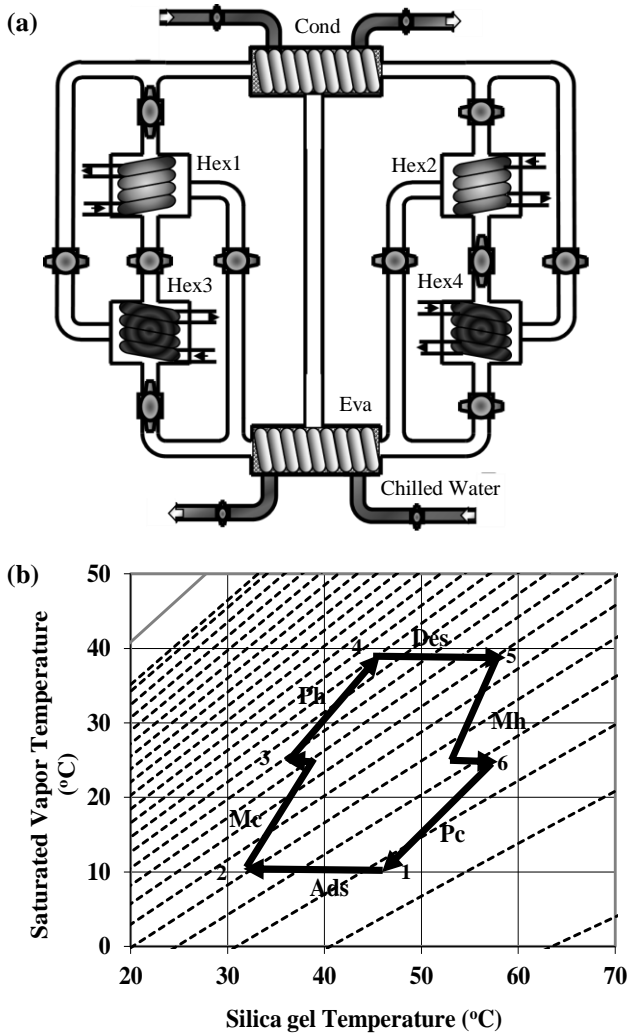 (a)
Cond
Hex1
Hex2
Hex3
Hex4
Eva
Chilled Water
(b)
50
40
30
20
10
0
Saturated Vapor Temperature
(ºC)
4
Des
5
Ph
Mh
3
6
Mc
Pc
2
Ads
1
20
30
40
50
60
70
Silica gel Temperature (ºC)